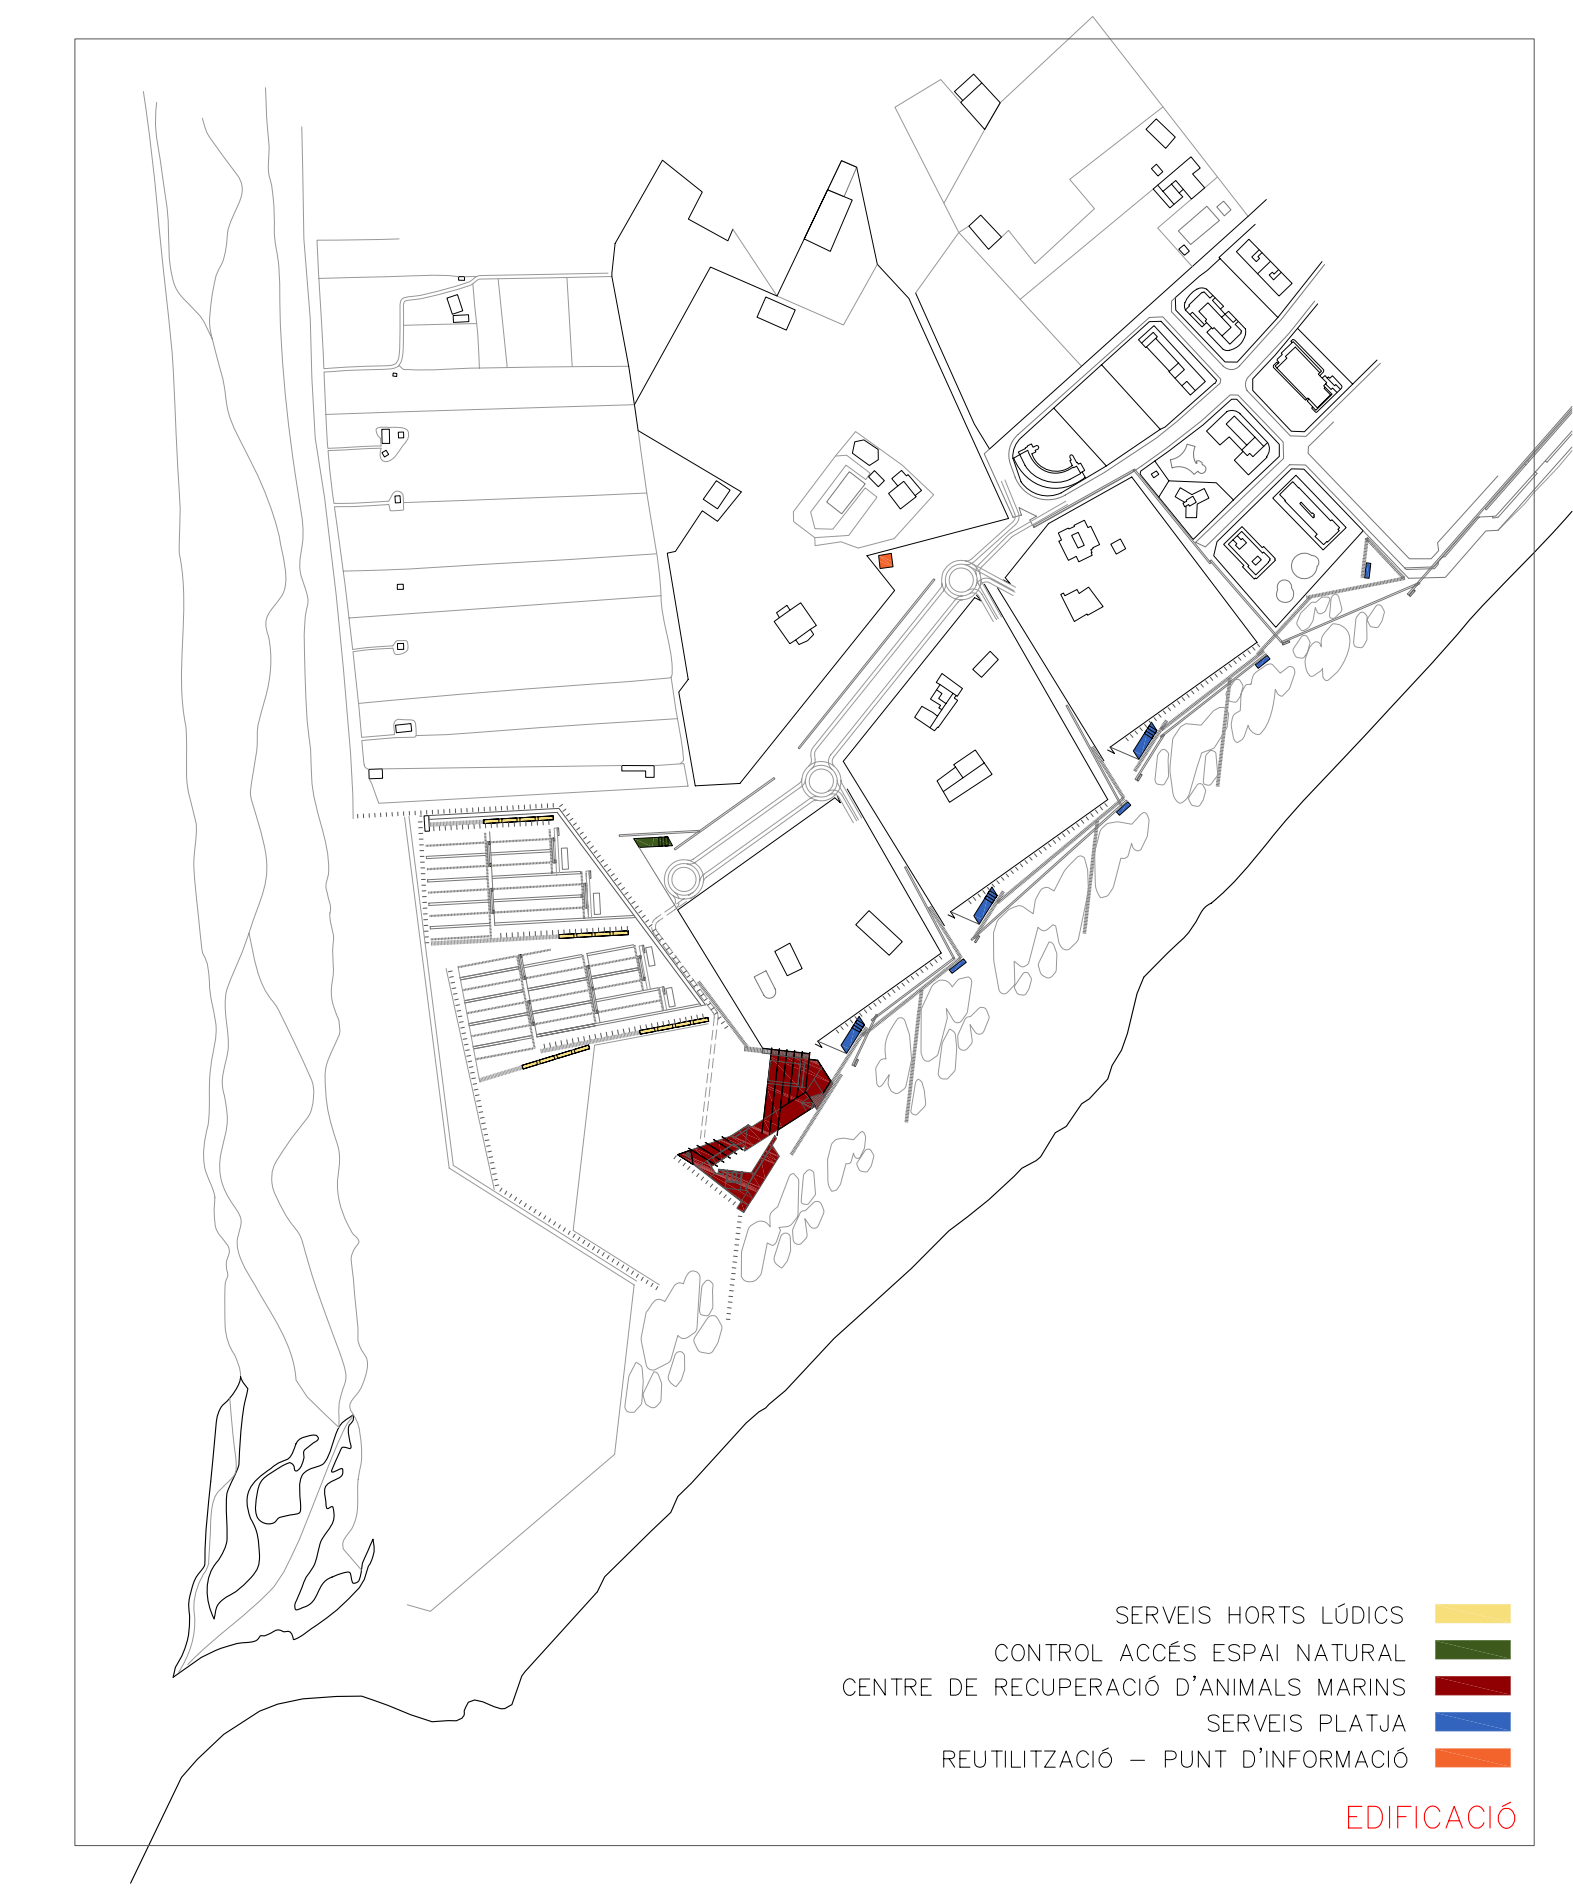 SERVEIS HORTS LÚDICS
CONTROL ACCÉS ESPAI NATURAL
CENTRE DE RECUPERACIÓ D'ANIMALS MARINS
SERVEIS PLATJA
REUTILITZACIÓ – PUNT D'INFORMACIÓ
EDIFICACIÓ